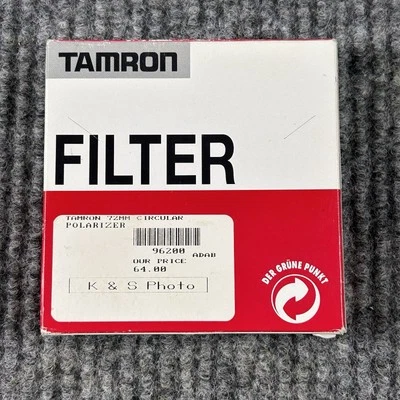 TAMRON
FILTER
TAMRON 72MM CIRCULAR
POLARIZER
96200 ADAB
OUR PRICE
64.00
K & S Photo
DER GRÜNE PUNKT